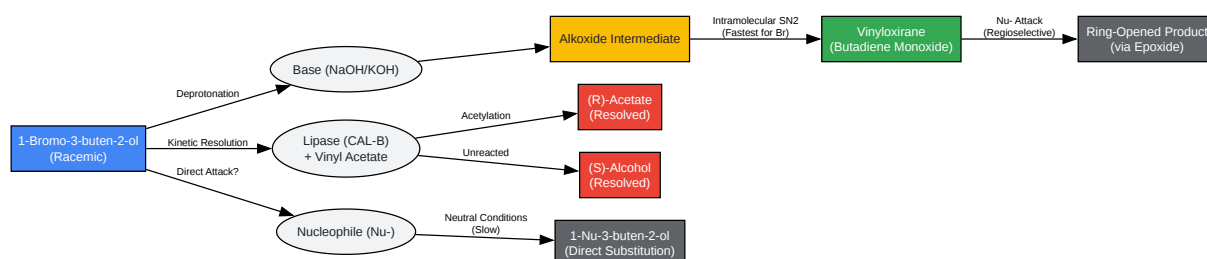 1-Bromo-3-buten-2-ol
(Racemic)
Deprotonation
Kinetic Resolution
Direct Attack?
Base (NaOH/KOH)
Lipase (CAL-B)
+ Vinyl Acetate
Nucleophile (Nu-)
Alkoxide Intermediate
Acetylation
Unreacted
Neutral Conditions
(Slow)
(R)-Acetate
(Resolved)
(S)-Alcohol
(Resolved)
1-Nu-3-buten-2-ol
(Direct Substitution)
Intramolecular SN2
(Fastest for Br)
Vinyloxirane
(Butadiene Monoxide)
Nu- Attack
(Regioselective)
Ring-Opened Product
(via Epoxide)